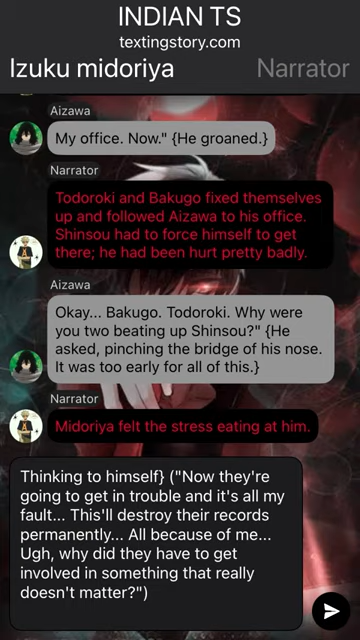 INDIAN TS
textingstory.com
Izuku midoriya
Narrator
Aizawa
My office. Now." {He groaned.}
Narrator
Todoroki and Bakugo fixed themselves
up and followed Aizawa to his office.
Shinsou had to force himself to get
there; he had been hurt pretty badly.
Aizawa
Okay... Bakugo. Todoroki. Why were
you two beating up Shinsou?" {He
asked, pinching the bridge of his nose.
It was too early for all of this.}
Narrator
Midoriya felt the stress eating at him.
Thinking to himself} ("Now they're
going to get in trouble and it's all my
fault... This'll destroy their records
permanently... All because of me...
Ugh, why did they have to get
involved in something that really
doesn't matter?")